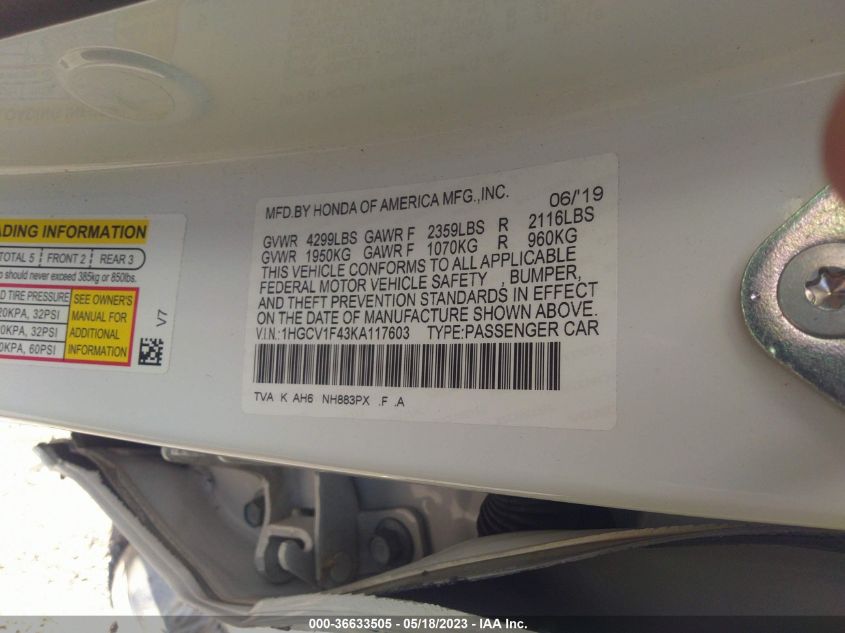 ADING INFORMATION
TOTAL 5 FRONT 2 REAR 3
o should never exceed 385kg or 850lbs.
D TIRE PRESSURE
20KPA, 32PSI
0KPA, 32PSI
0KPA, 60PSI
SEE OWNER'S
MANUAL FOR
ADDITIONAL
INFORMATION
V7
MFD.BY HONDA OF AMERICA MFG.,INC. 06/'19
GVWR 4299LBS GAWR F 2359LBS R 2116LBS
GVWR 1950KG GAWR F 1070KG R 960KG
THIS VEHICLE CONFORMS TO ALL APPLICABLE
FEDERAL MOTOR VEHICLE SAFETY , BUMPER,
AND THEFT PREVENTION STANDARDS IN EFFECT
ON THE DATE OF MANUFACTURE SHOWN ABOVE.
V.I.N.:1HGCV1F43KA117603 TYPE:PASSENGER CAR
TVA K AH6 NH883PX .F .A
000-36633505 - 05/18/2023 - IAA Inc.